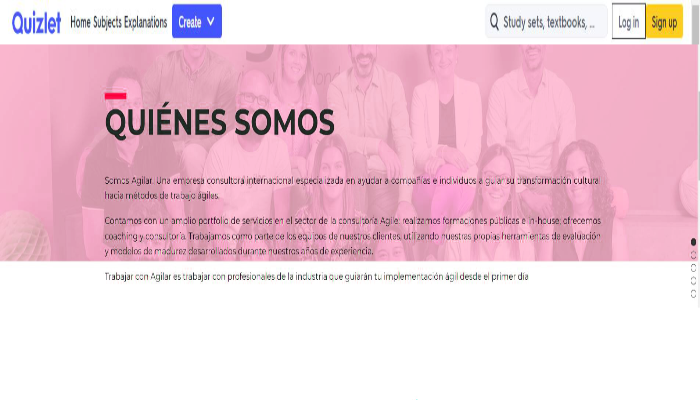 Quizlet Home Subjects Explanations Create Study sets, textbooks, ... Log in Sign up
QUIÉNES SOMOS
Somos Agilar. Una empresa consultora internacional especializada en ayudar a compañías e individuos a guiar su transformación cultural
hacia métodos de trabajo ágiles.
Contamos con un amplio portfolio de servicios en el sector de la consultoría Agile: realizamos formaciones públicas e in-house, ofrecemos
coaching y consultoría. Trabajamos como parte de los equipos de nuestros clientes, utilizando nuestras propias herramientas de evaluación
y modelos de madurez desarrollados durante nuestros años de experiencia.
Trabajar con Agilar es trabajar con profesionales de la industria que guiarán tu implementación ágil desde el primer día